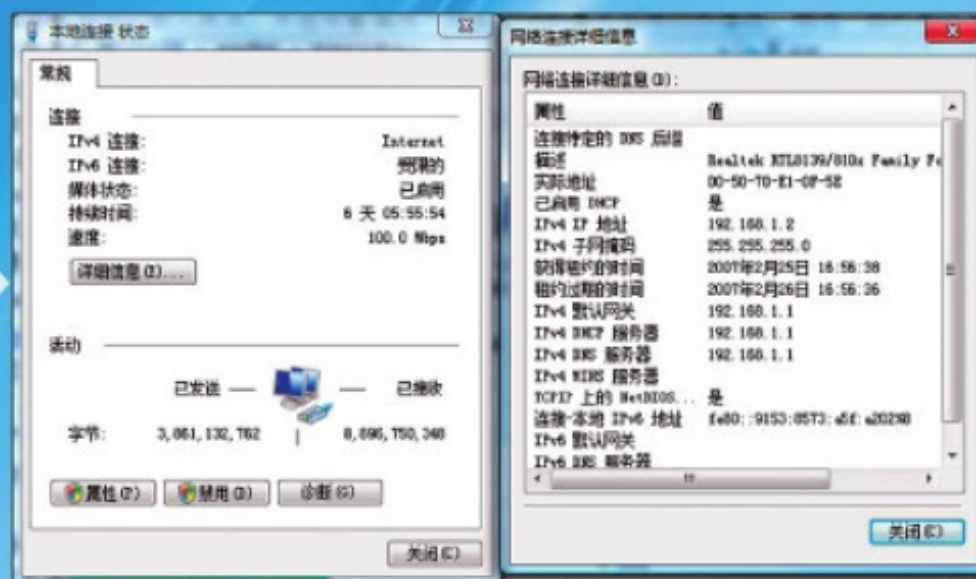 本地连接 状态
常规
连接
IPv4 连接: Internet
IPv6 连接: 受限的
媒体状态: 已启用
持续时间: 6 天 05:55:54
速度: 100.0 Mbps
详细信息(E)...
活动
已发送 — — 已接收
字节: 3,861,132,762 | 8,896,750,348
属性(P) 禁用(D) 诊断(G)
关闭(C)
网络连接详细信息
网络连接详细信息(D):
属性 值
连接特定的 DNS 后缀
描述 Realtek RTL8139/810x Family Fa
实际地址 00-50-70-E1-0F-5E
已启用 DHCP 是
IPv4 IP 地址 192.168.1.2
IPv4 子网掩码 255.255.255.0
获得租约的时间 2007年2月25日 16:56:38
租约过期的时间 2007年2月26日 16:56:36
IPv4 默认网关 192.168.1.1
IPv4 DHCP 服务器 192.168.1.1
IPv4 DNS 服务器 192.168.1.1
IPv4 WINS 服务器
TCPIP 上的 NetBIOS... 是
连接-本地 IPv6 地址
IPv6 默认网关
IPv6 DNS 服务器
关闭(C)